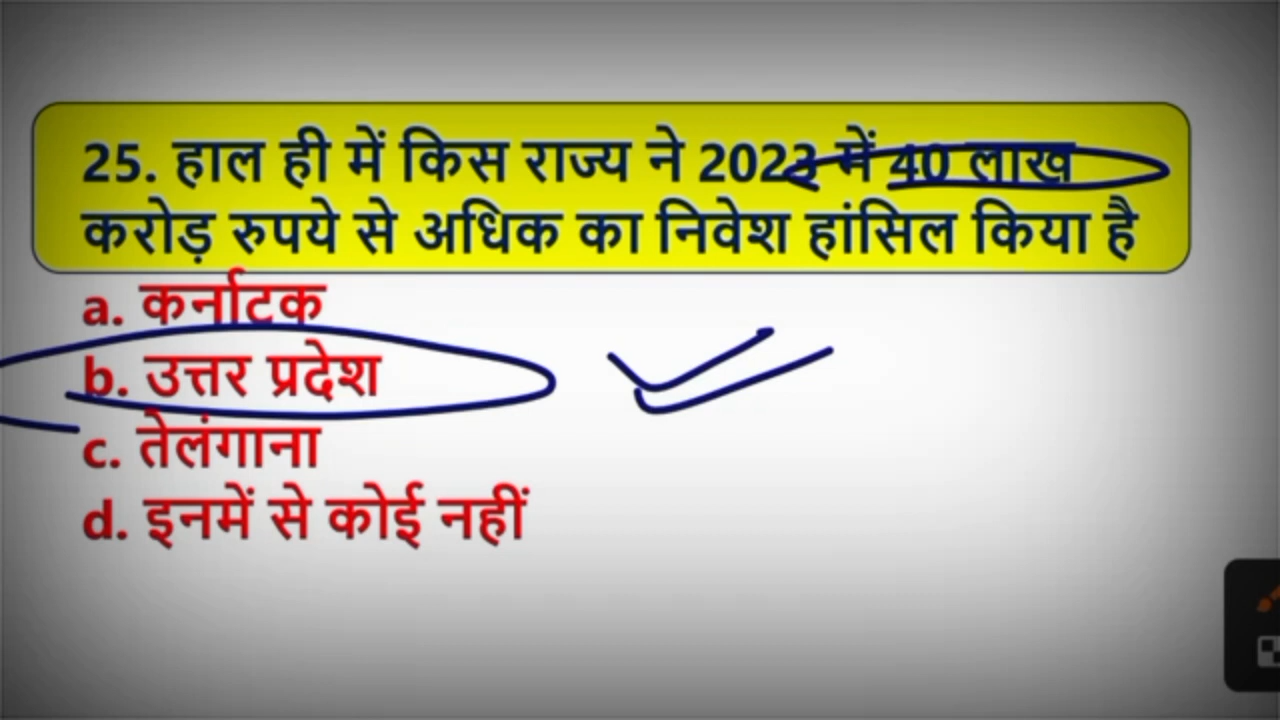 25. हाल ही में किस राज्य ने 2023 में 40 लाख
करोड़ रुपये से अधिक का निवेश हांसिल किया है
a. कर्नाटक
b. उत्तर प्रदेश
c. तेलंगाना
d. इनमें से कोई नहीं